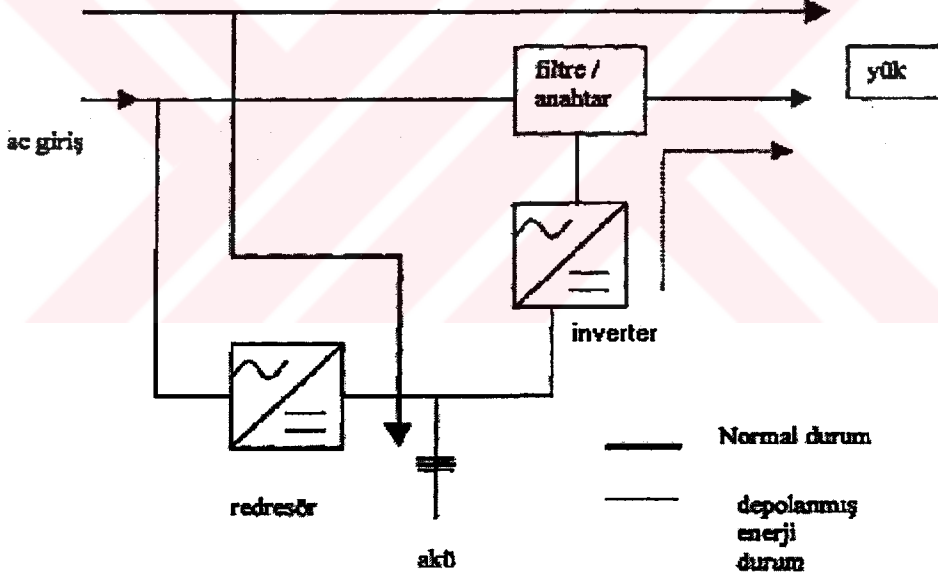 filtre /
anahtar
yük
ac giriş
inverter
redresör
akü
Normal durum
depolanmış
enerji
durum